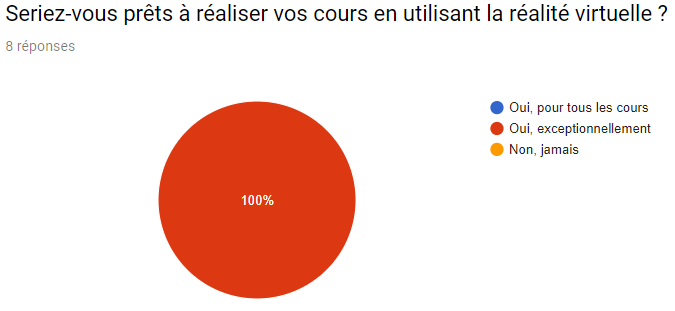 Seriez-vous prêts à réaliser vos cours en utilisant la réalité virtuelle ?
8 réponses
Oui, pour tous les cours
Oui, exceptionnellement
Non, jamais
100%